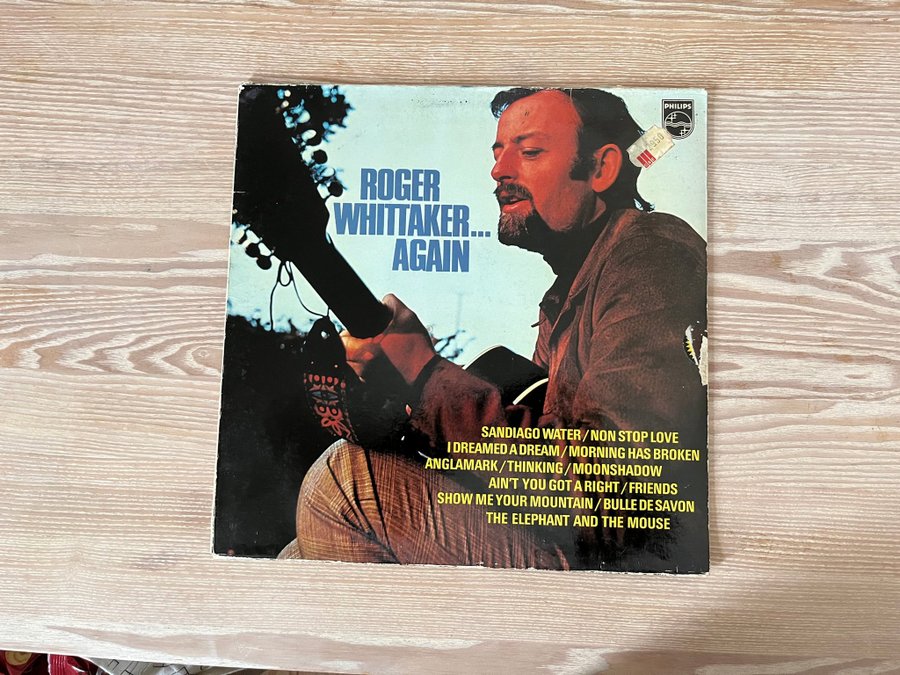 PHILIPS
ROGER
WHITTAKER...
AGAIN
SANDIAGO WATER/NON STOP LOVE
I DREAMED A DREAM/MORNING HAS BROKEN
ANGLAMARK/THINKING/MOONSHADOW
AIN'T YOU GOT A RIGHT/FRIENDS
SHOW ME YOUR MOUNTAIN/BULLE DE SAVON
THE ELEPHANT AND THE MOUSE